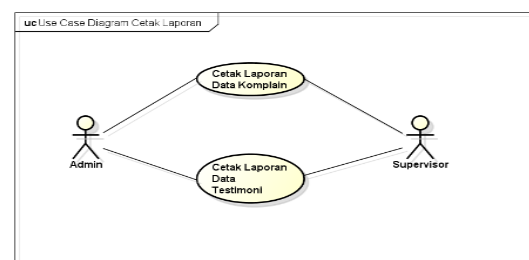 uc Use Case Diagram Cetak Laporan
Cetak Laporan
Data Komplain
Admin
Supervisor
Cetak Laporan
Data
Testimoni